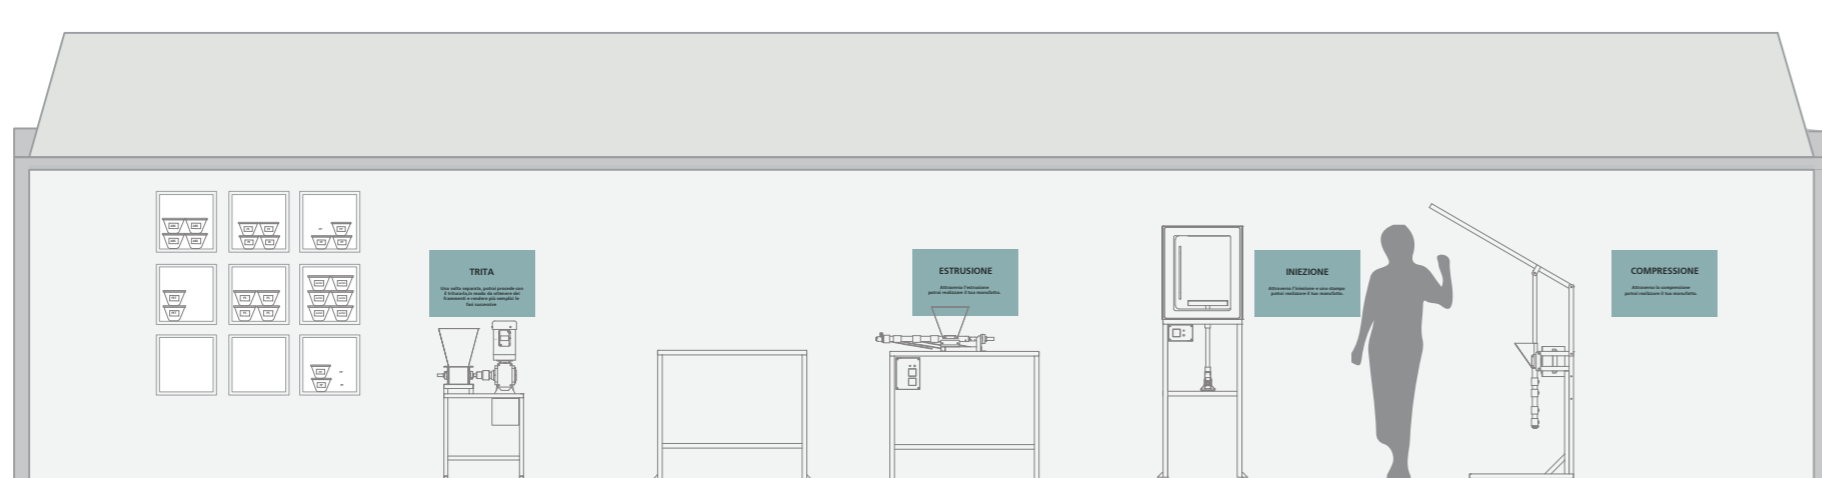 TRITA
Una volta separata, potrai procedere con
il triturarla, in modo da ottenere dei
frammenti e rendere più semplici le
fasi successive
ESTRUSIONE
Attraverso l'estrusione
potrai realizzare il tuo manufatto.
INIEZIONE
Attraverso l'iniezione e uno stampo
potrai realizzare il tuo manufatto.
COMPRESSIONE
Attraverso la compressione
potrai realizzare il tuo manufatto.